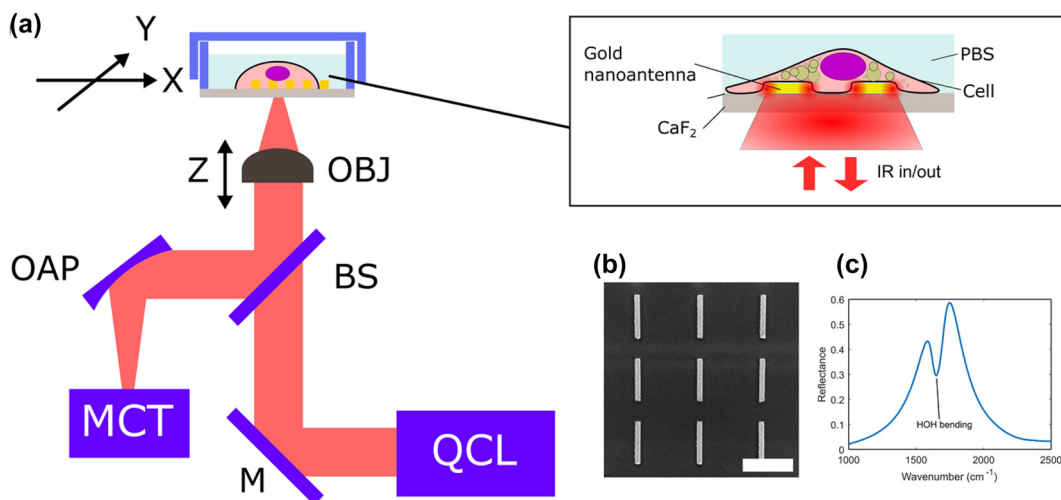 (a)
Y
X
Z
OBJ
OAP
BS
MCT
M
QCL
Gold
nanoantenna
PBS
Cell
CaF₂
IR in/out
(b)
(c)
0.6
0.5
0.4
0.3
0.2
0.1
0
Reflectance
HOH bending
1000 1500 2000 2500
Wavenumber (cm⁻¹)